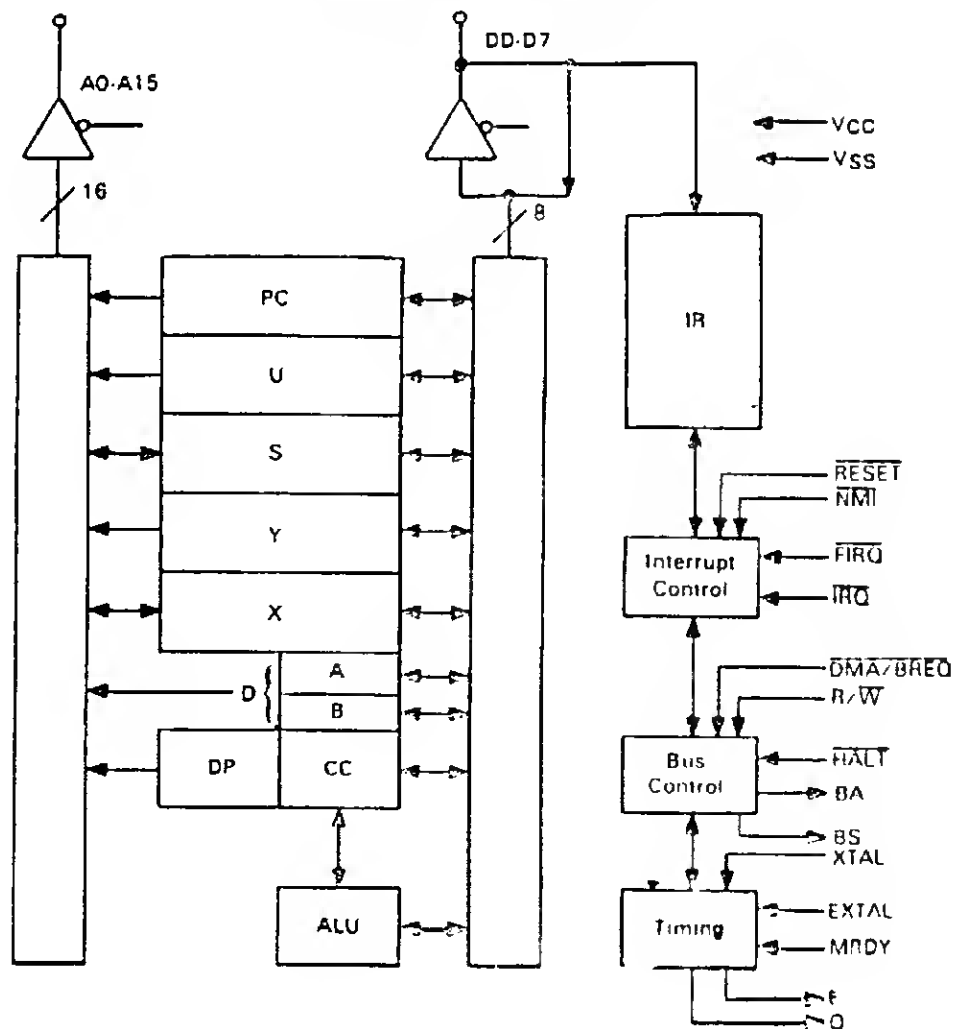 A0-A15
DD-D7
VCC
VSS
16
8
PC
IR
U
S
RESET
NMI
Y
Interrupt
Control
FIRQ
IRQ
X
A
D {
B
DMA/BREQ
R/W
DP
CC
Bus
Control
HALT
BA
BS
XTAL
ALU
Timing
EXTAL
MRDY
E
Q